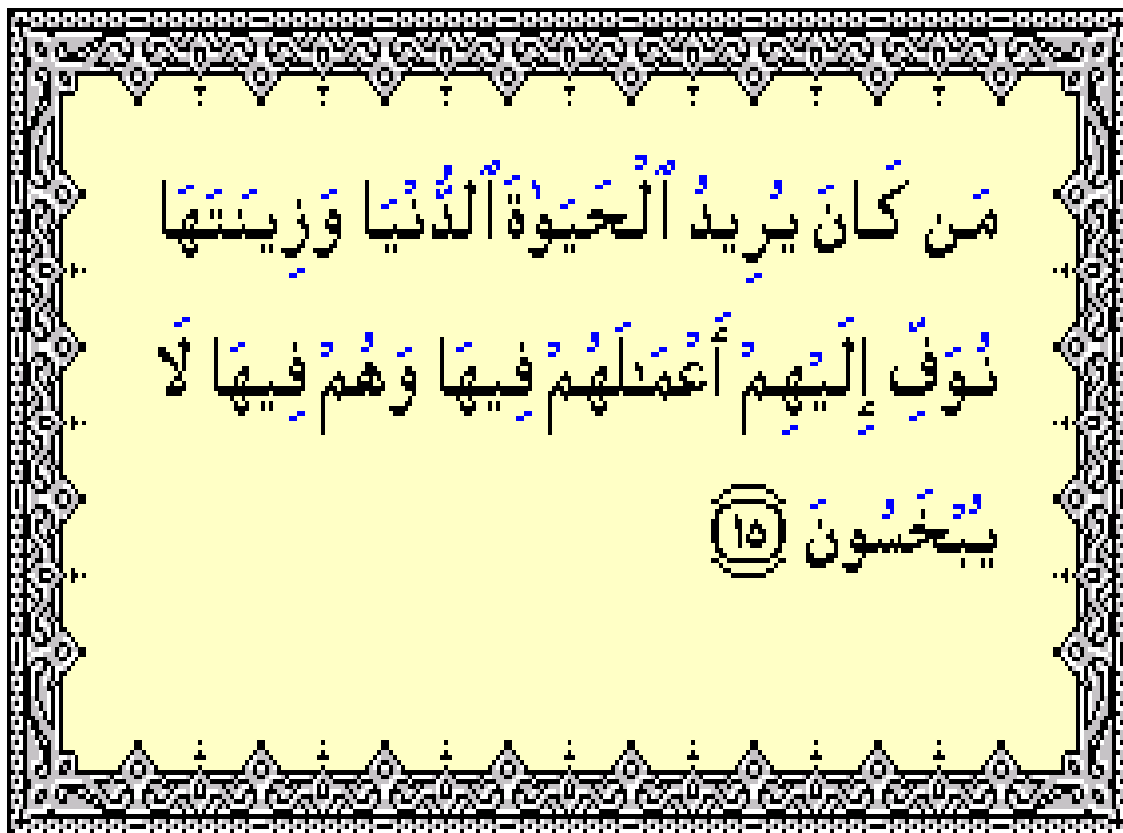 مَن كَانَ يُرِيدُ ٱلْحَيَوٰةَ ٱلدُّنْيَا وَزِينَتَهَا
نُوَفِّ إِلَيْهِمْ أَعْمَـٰلَهُمْ فِيهَا وَهُمْ فِيهَا لَا
يُبْخَسُونَ ١٥